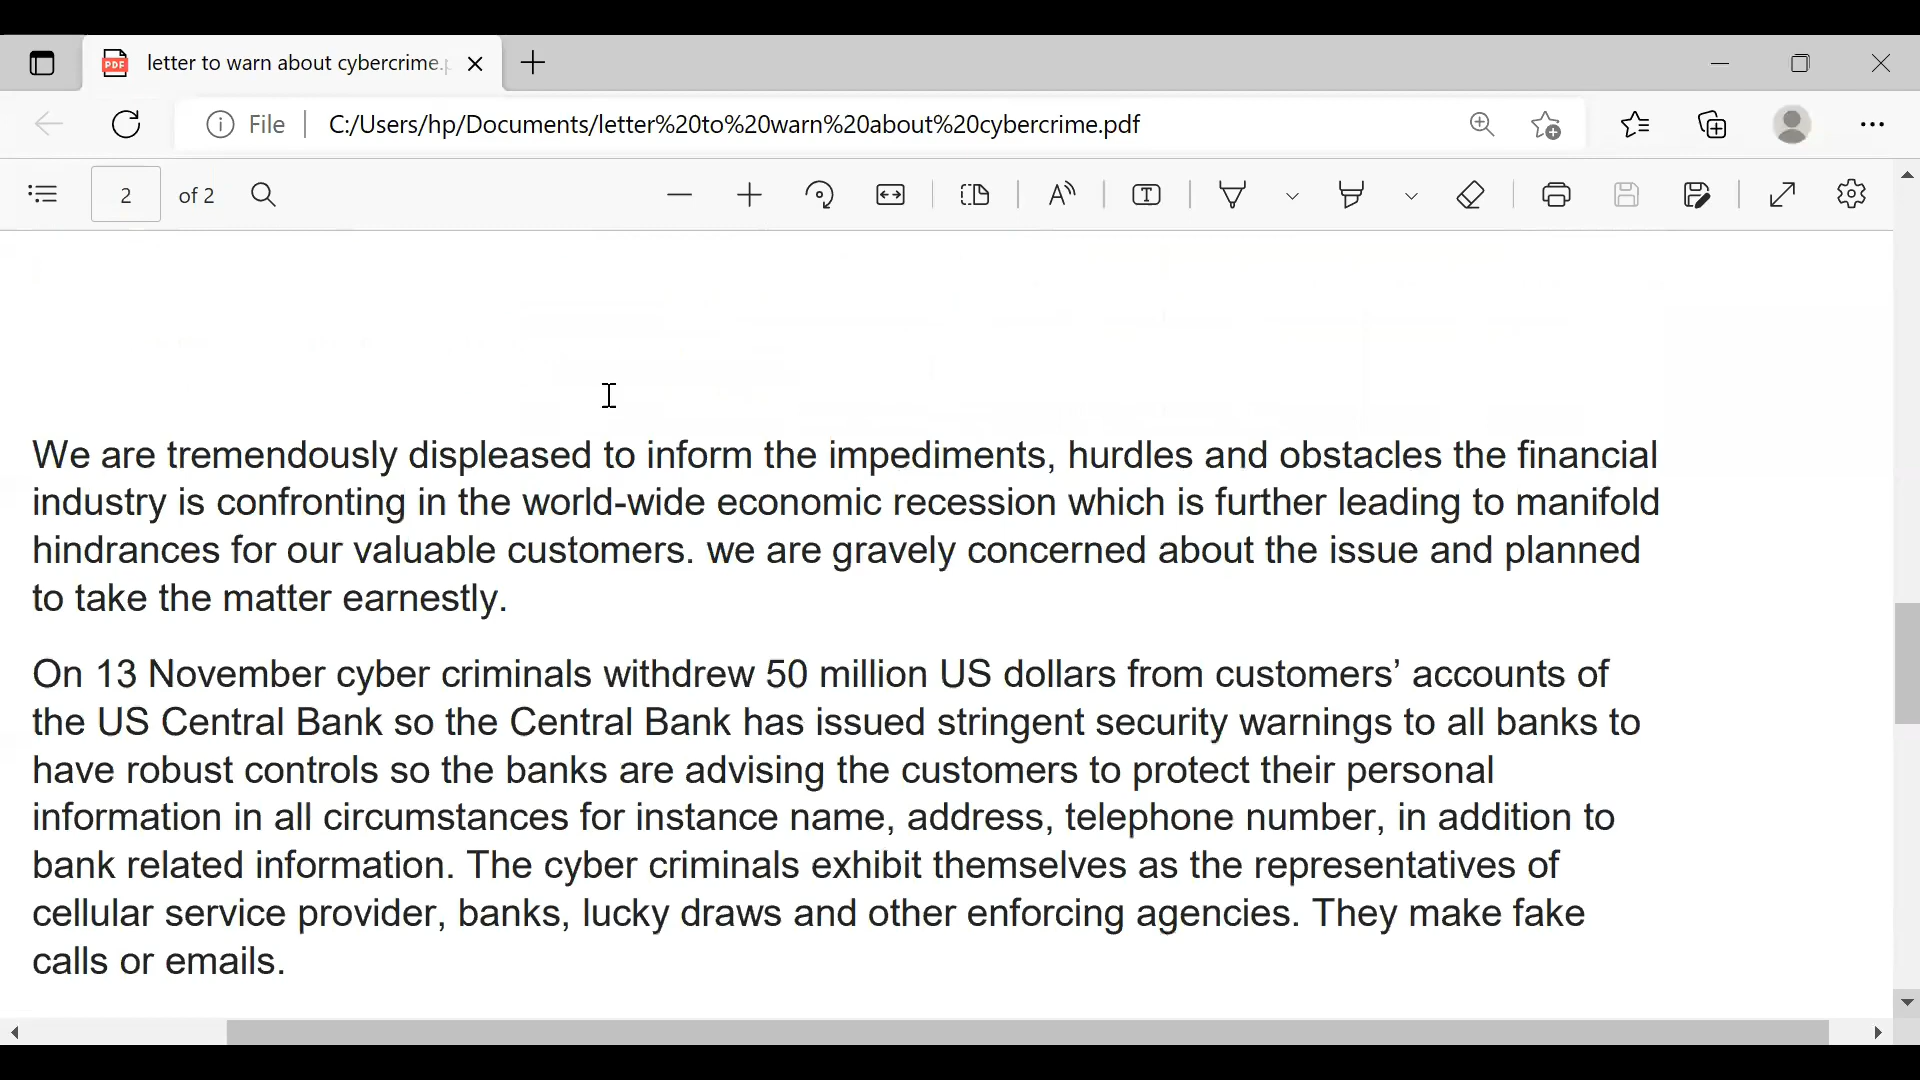 letter to warn about cybercrime.
File
C:/Users/hp/Documents/letter%20to%20warn%20about%20cybercrime.pdf
2 of 2
We are tremendously displeased to inform the impediments, hurdles and obstacles the financial
industry is confronting in the world-wide economic recession which is further leading to manifold
hindrances for our valuable customers. we are gravely concerned about the issue and planned
to take the matter earnestly.
On 13 November cyber criminals withdrew 50 million US dollars from customers’ accounts of
the US Central Bank so the Central Bank has issued stringent security warnings to all banks to
have robust controls so the banks are advising the customers to protect their personal
information in all circumstances for instance name, address, telephone number, in addition to
bank related information. The cyber criminals exhibit themselves as the representatives of
cellular service provider, banks, lucky draws and other enforcing agencies. They make fake
calls or emails.